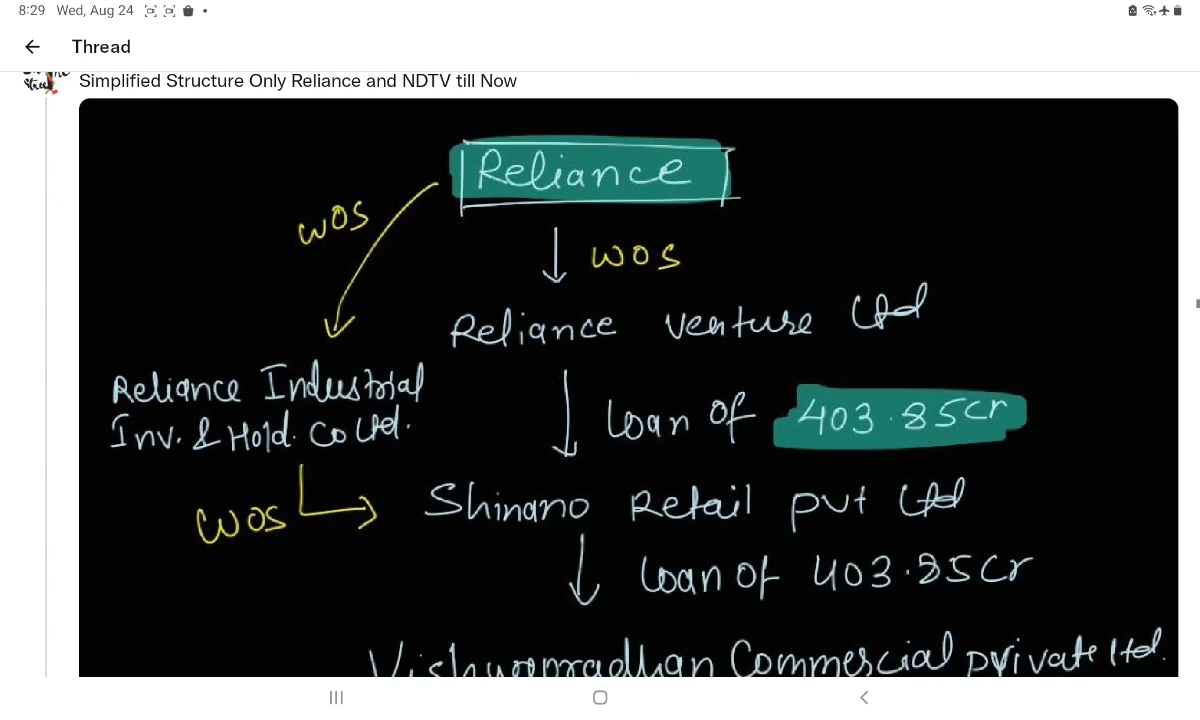 8:29 Wed, Aug 24
Thread
Simplified Structure Only Reliance and NDTV till Now
Reliance
WOS
WOS
Reliance venture Ltd
Reliance Industrial
Inv. & Hold. Co Ltd.
Loan of 403.85Cr
WOS
Shinano Retail pvt Ltd
Loan of 403.85Cr
Vishvapradhan Commercial private ltd.